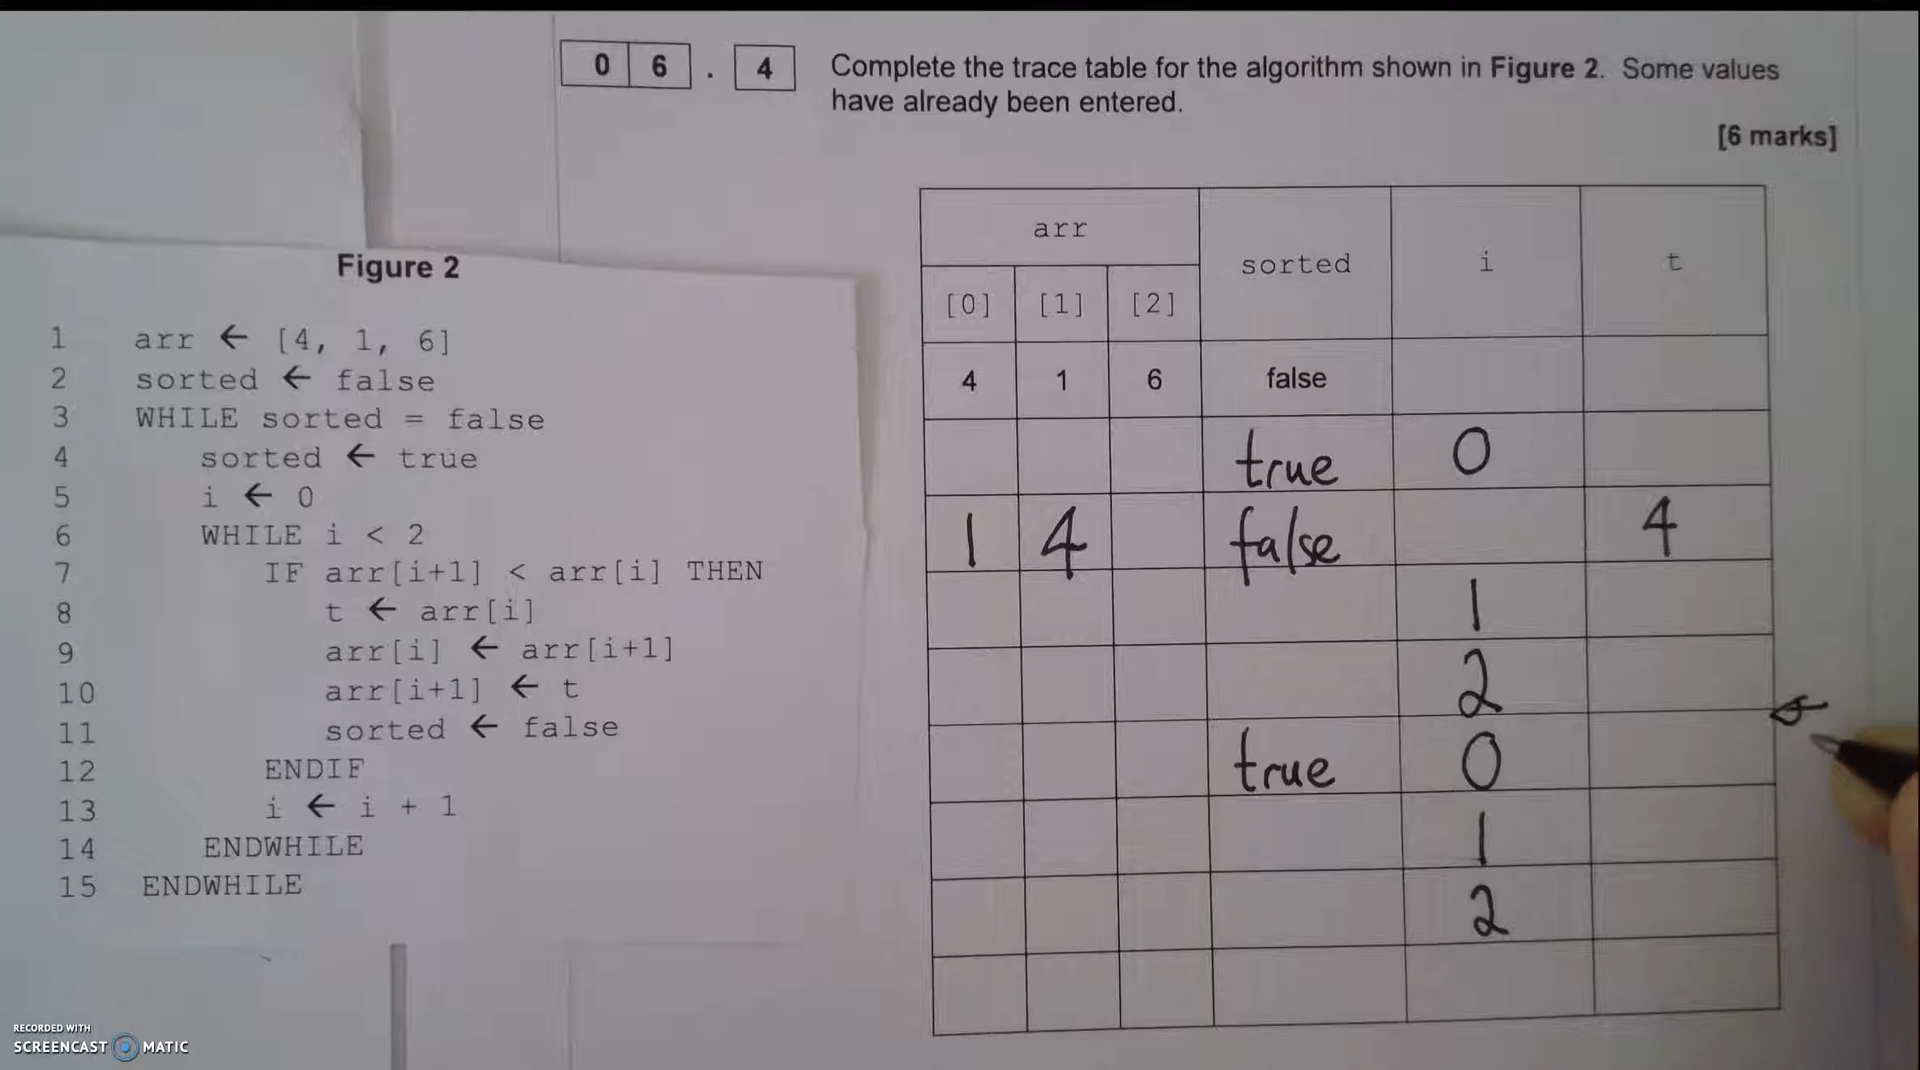 0 6 . 4 Complete the trace table for the algorithm shown in Figure 2. Some values
have already been entered.
[6 marks]
Figure 2
1 arr ← [4, 1, 6]
2 sorted ← false
3 WHILE sorted = false
4 sorted ← true
5 i ← 0
6 WHILE i < 2
7 IF arr[i+1] < arr[i] THEN
8 t ← arr[i]
9 arr[i] ← arr[i+1]
10 arr[i+1] ← t
11 sorted ← false
12 ENDIF
13 i ← i + 1
14 ENDWHILE
15 ENDWHILE
arr sorted i t
[0] [1] [2]
4 1 6 false
true 0
1 4 false 4
1
2
true 0
1
2
RECORDED WITH
SCREENCAST MATIC